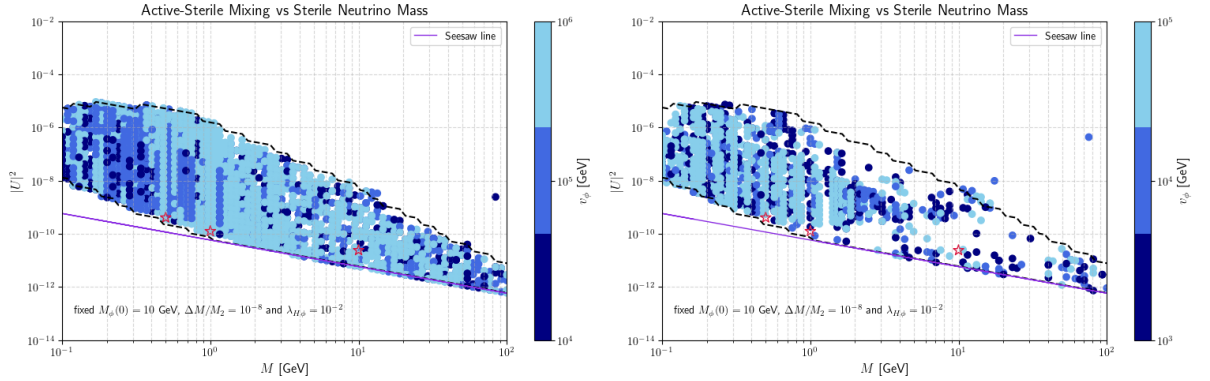 Active-Sterile Mixing vs Sterile Neutrino Mass
Seesaw line
10^{-2}
10^{-4}
10^{-6}
10^{-8}
10^{-10}
10^{-12}
10^{-14}
|U|^2
fixed M_ϕ(0) = 10 GeV, ΔM/M_2 = 10^{-8} and λ_{Hϕ} = 10^{-2}
10^{-1}
10^0
10^1
10^2
M [GeV]
10^6
10^5
10^4
v_ϕ [GeV]
Active-Sterile Mixing vs Sterile Neutrino Mass
Seesaw line
10^{-2}
10^{-4}
10^{-6}
10^{-8}
10^{-10}
10^{-12}
10^{-14}
|U|^2
fixed M_ϕ(0) = 10 GeV, ΔM/M_2 = 10^{-8} and λ_{Hϕ} = 10^{-2}
10^{-1}
10^0
10^1
10^2
M [GeV]
10^5
10^4
10^3
v_ϕ [GeV]